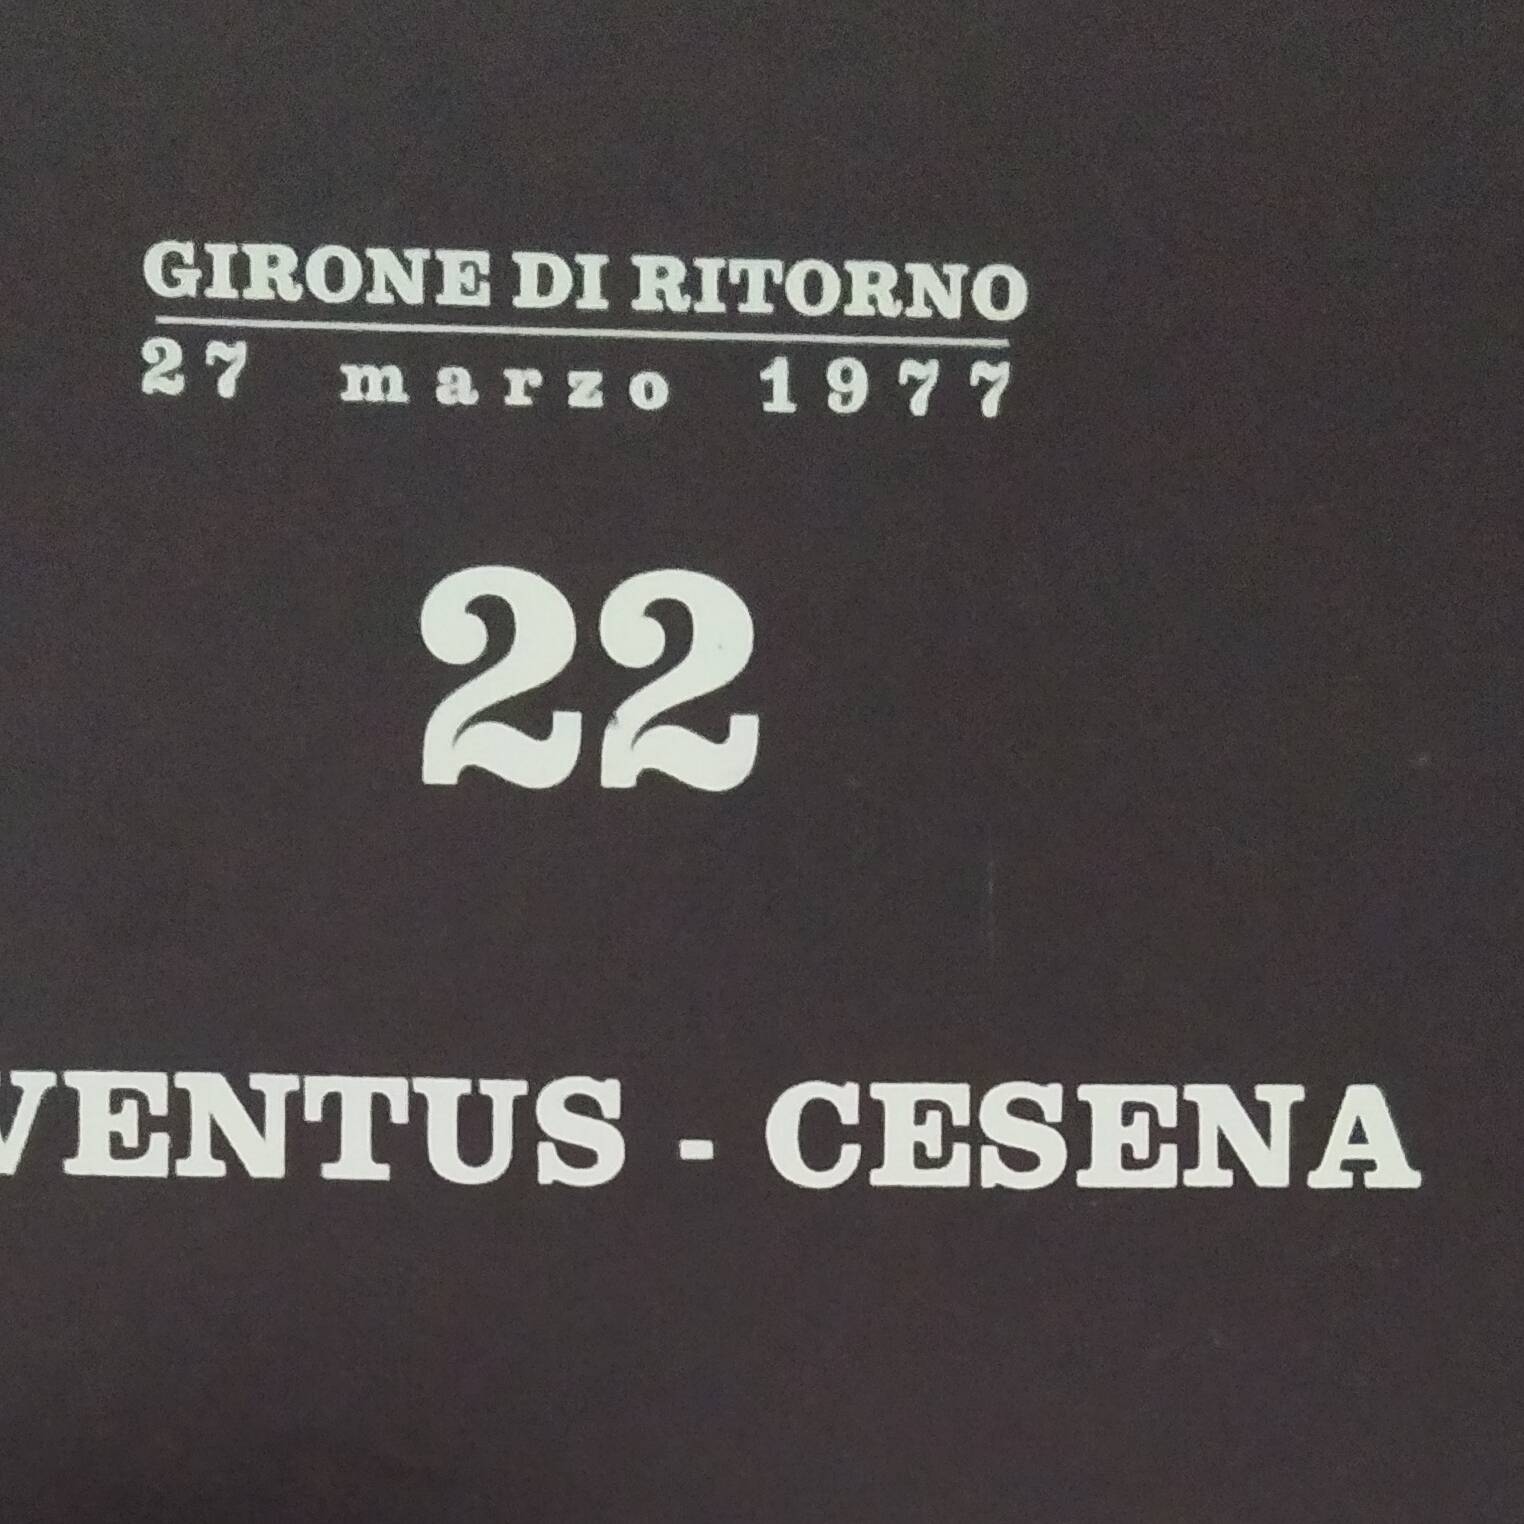 GIRONE DI RITORNO
27 marzo 1977
22
VENTUS - CESENA